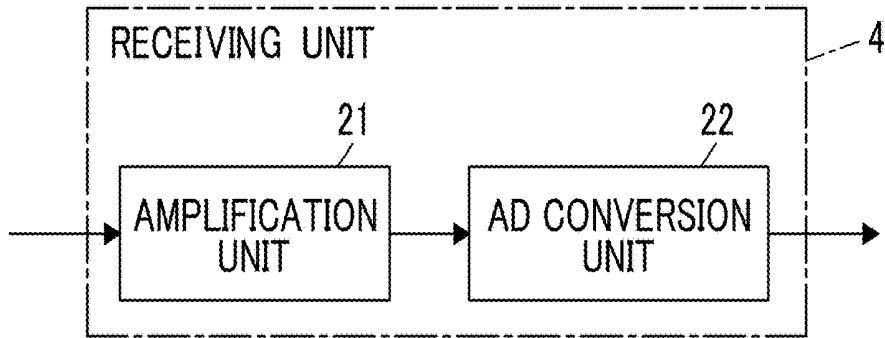 RECEIVING UNIT
4
21
22
AMPLIFICATION
UNIT
AD CONVERSION
UNIT